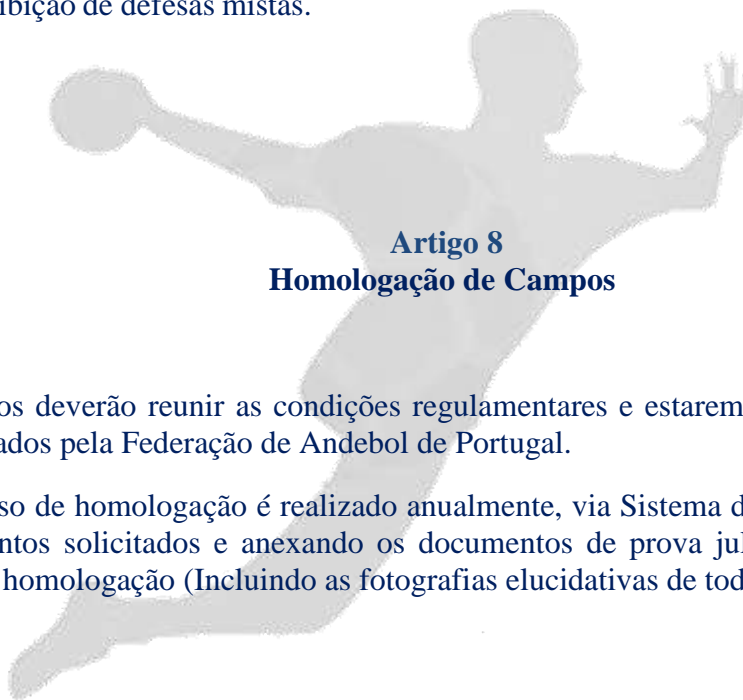 ibição de defesas mistas.
Artigo 8
Homologação de Campos
os deverão reunir as condições regulamentares e estarem
ados pela Federação de Andebol de Portugal.
so de homologação é realizado anualmente, via Sistema d
ntos solicitados e anexando os documentos de prova jul
homologação (Incluindo as fotografias elucidativas de tod